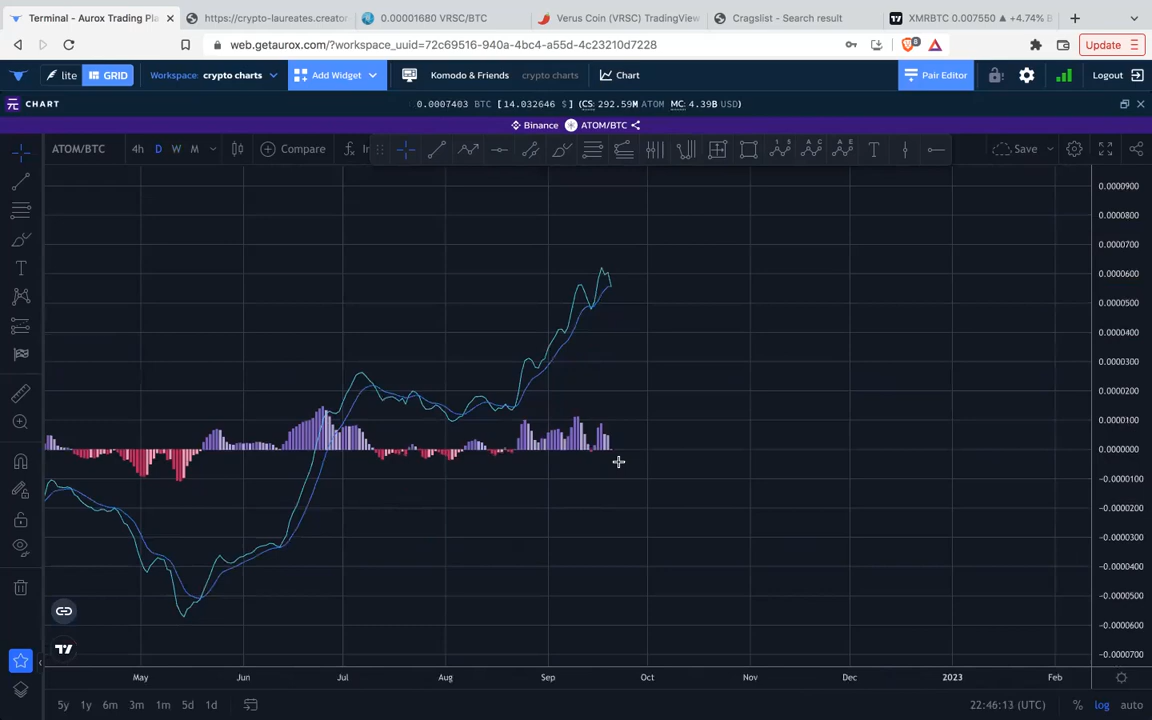 Terminal - Aurox Trading Pla
https://crypto-laureates.creator
0.00001680 VRSC/BTC
Verus Coin (VRSC) TradingView
Cragslist - Search result
XMRBTC 0.007550 ▲ +4.74%
web.getaurox.com/?workspace_uuid=72c69516-940a-4bc4-a55d-4c23210d7228
8
Update
lite
GRID
Workspace: crypto charts
Add Widget
Komodo & Friends
crypto charts
Chart
Pair Editor
Logout
CHART
0.0007403 BTC [14.032646 $] (CS: 292.59M ATOM MC: 4.39B USD)
Binance ATOM/BTC
ATOM/BTC
4h D W M
Compare
In
Save
0.0000900
0.0000800
0.0000700
0.0000600
0.0000500
0.0000400
0.0000300
0.0000200
0.0000100
0.0000000
−0.0000100
−0.0000200
−0.0000300
−0.0000400
−0.0000500
−0.0000600
−0.0000700
May Jun Jul Aug Sep Oct Nov Dec 2023 Feb
5y 1y 6m 3m 1m 5d 1d
22:46:13 (UTC)
% log auto